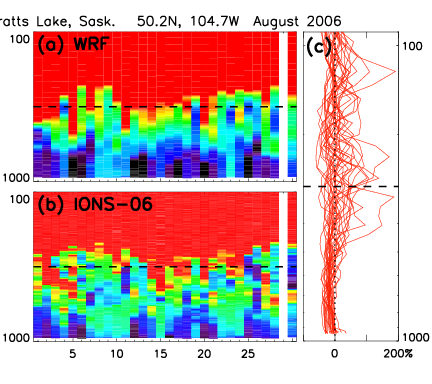 ratts Lake, Sask. 50.2N, 104.7W August 2006
100 (a) WRF (c) 100
1000
100 (b) IONS-06
1000 1000
5 10 15 20 25 0 200%